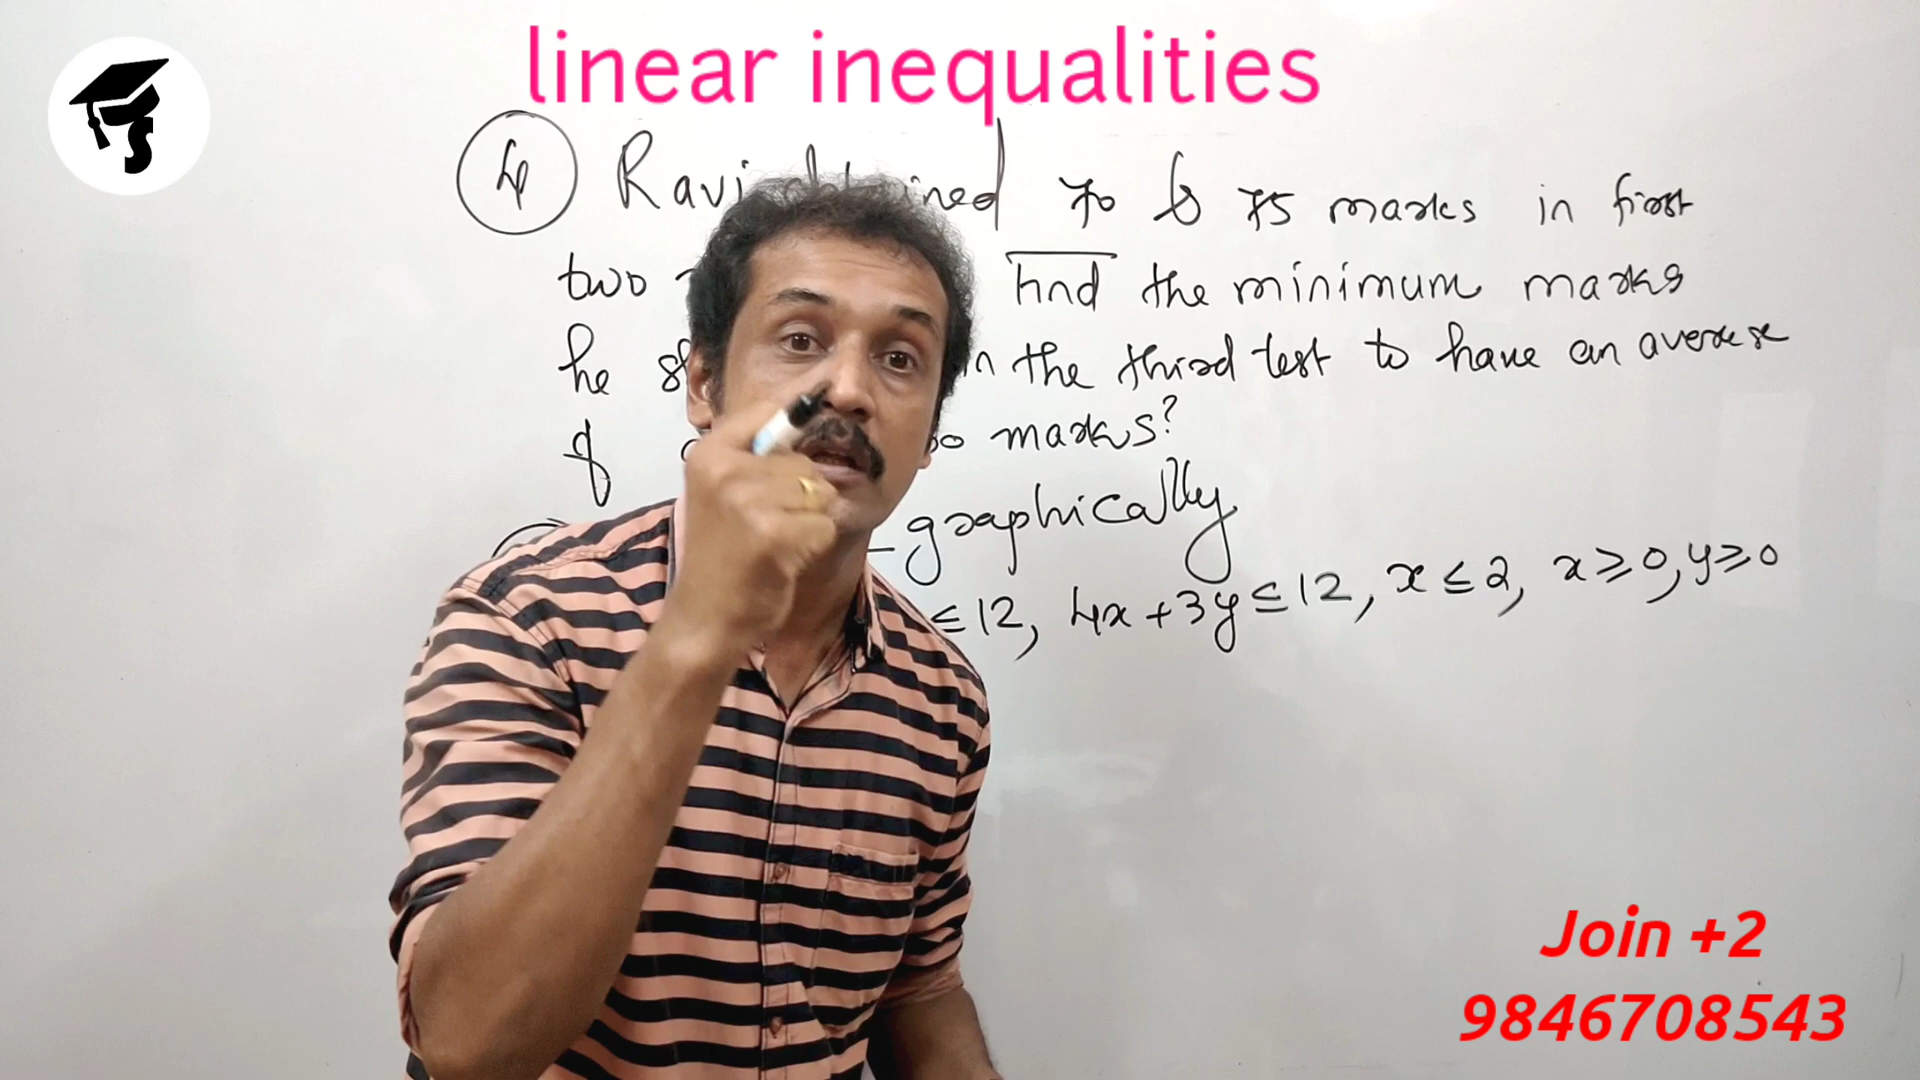 linear inequalities
4 Ravi obtained 70 & 75 marks in first
two find the minimum marks
he in the third test to have an average
of marks?
graphically
≤ 12, 4x + 3y ≤ 12, x ≤ 2, x ≥ 0, y ≥ 0
Join +2
9846708543